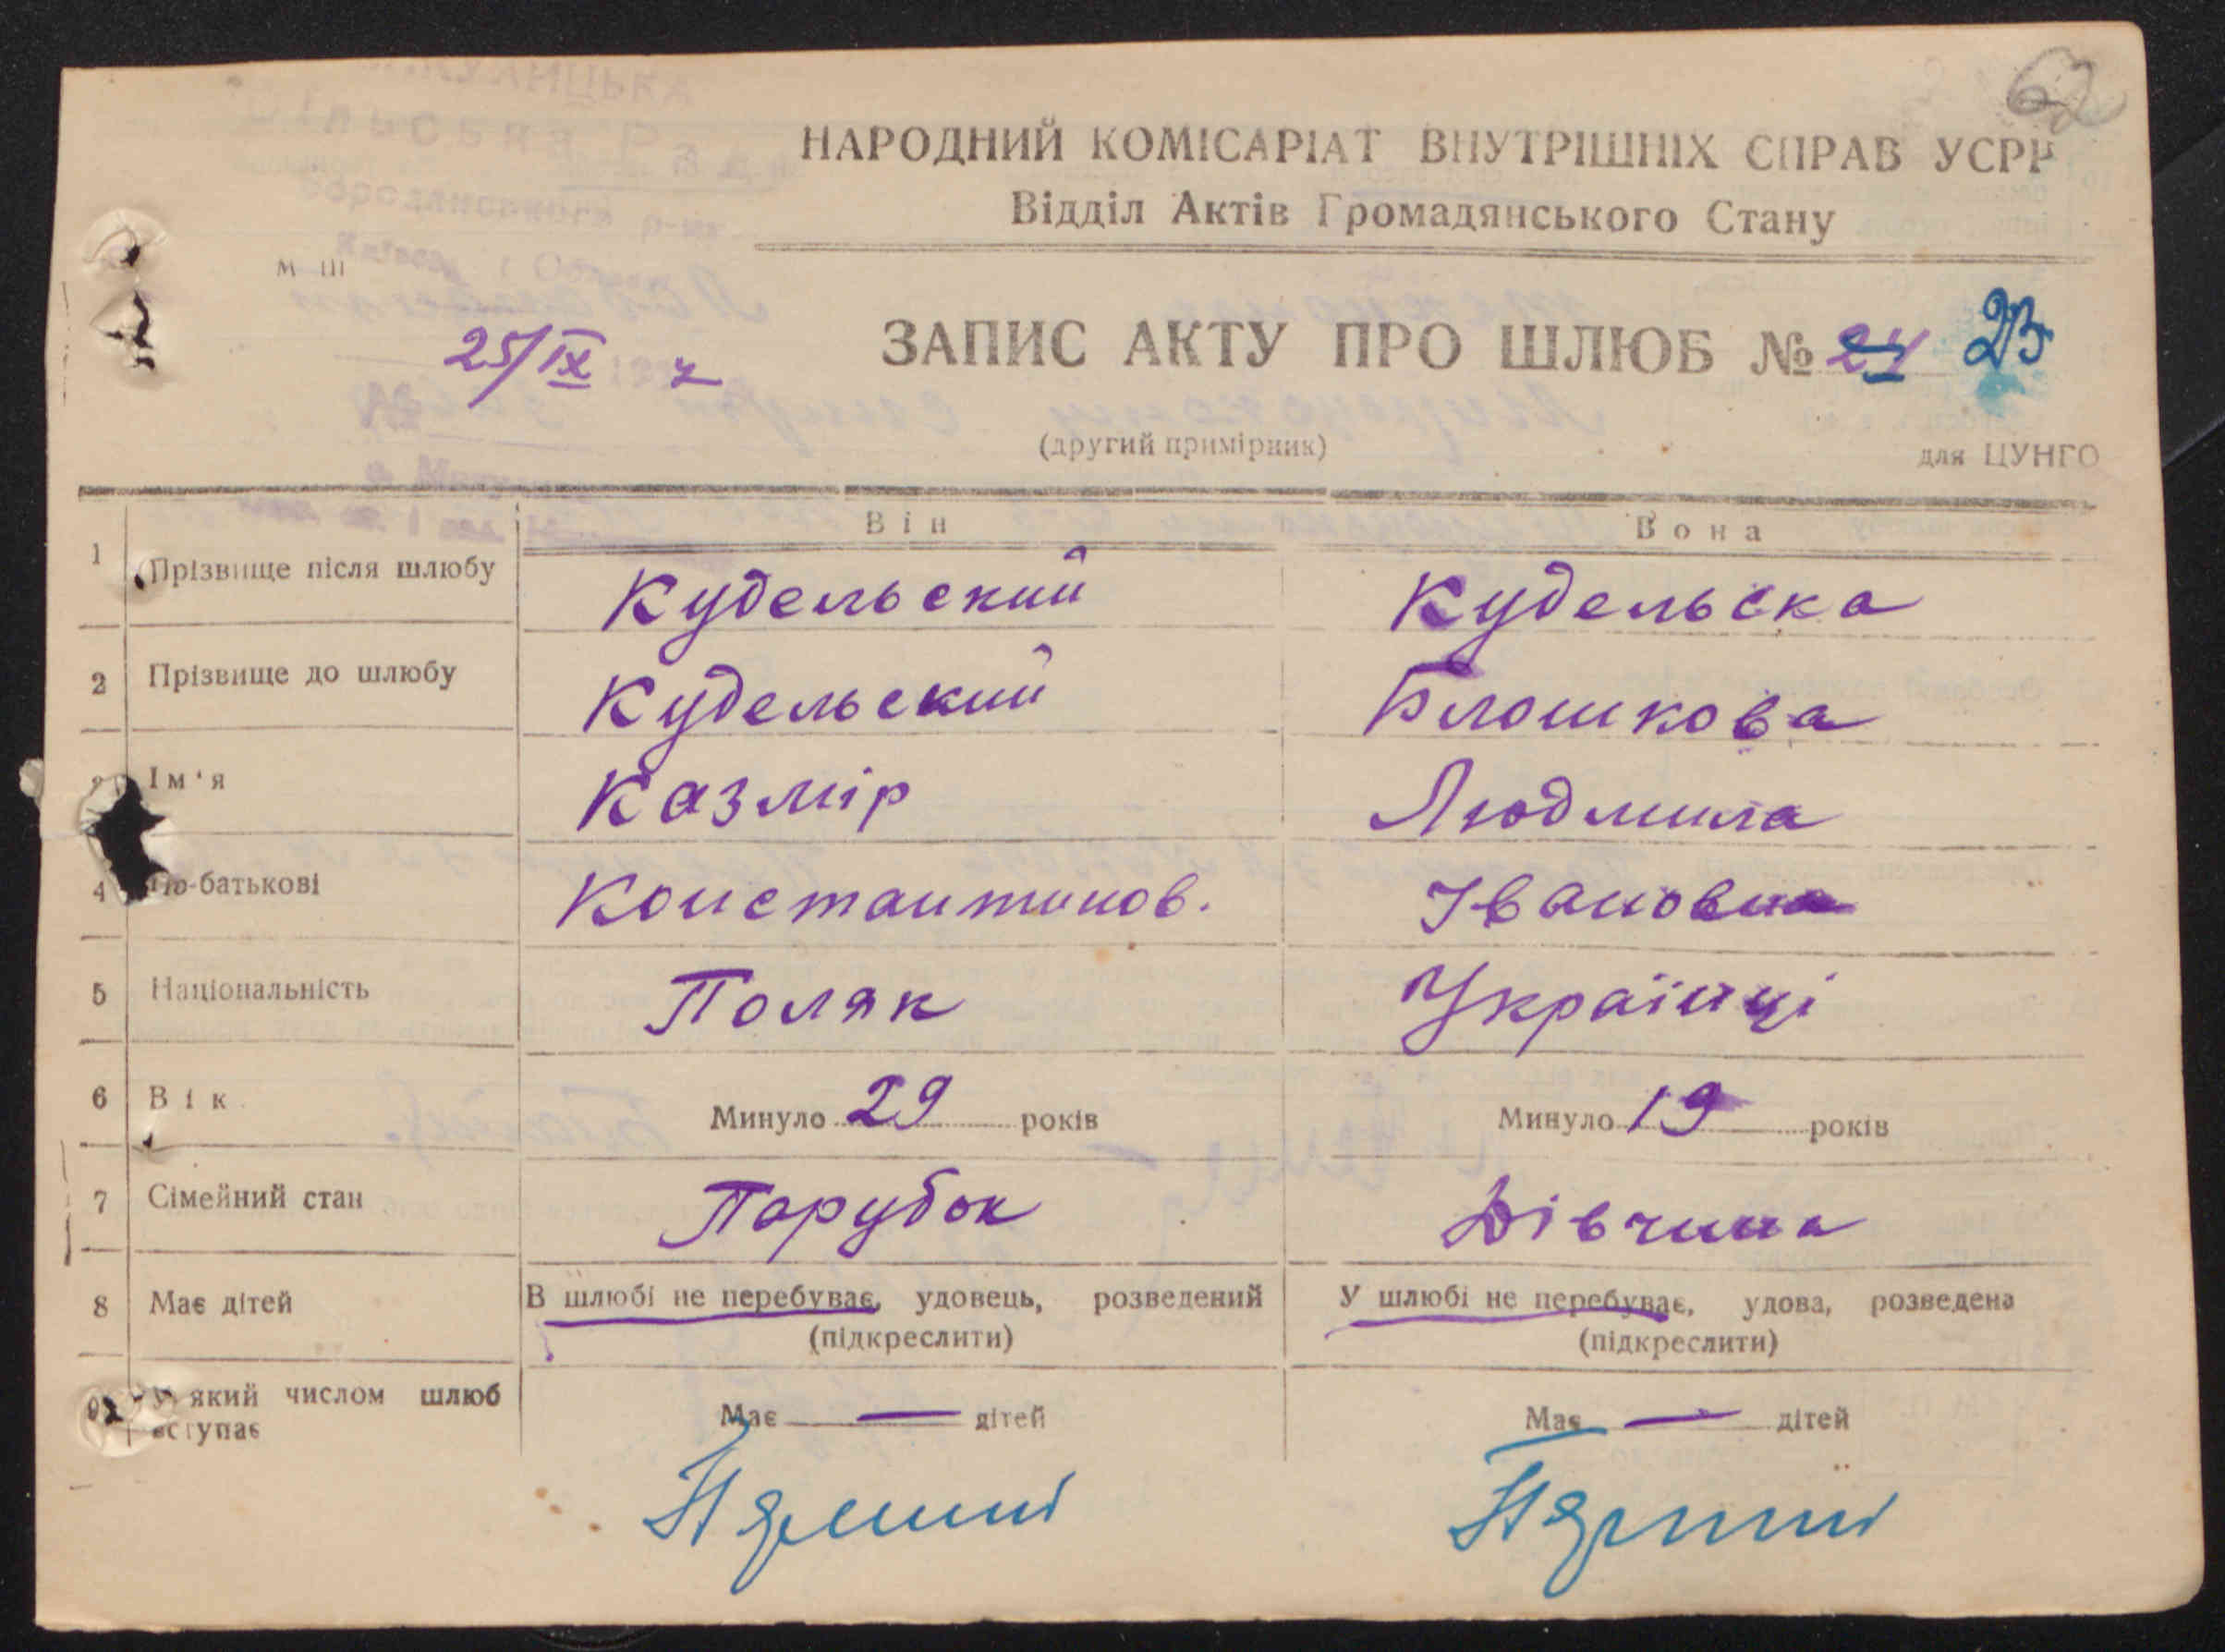 62
НАРОДНИЙ КОМІСАРІАТ ВНУТРІШНІХ СПРАВ УСРР
Відділ Актів Громадянського Стану
25/IX
ЗАПИС АКТУ ПРО ШЛЮБ № 24 23
(другий примірник)
для ЦУНГО
Він Вона
1 Прізвище після шлюбу Кудельский Кудельска
2 Прізвище до шлюбу Кудельский Блошкова
Ім'я Казмір Людмила
4 По-батькові Константинов. Івановна
5 Національність Поляк Українці
6 Вік Минуло 29 років Минуло 19 років
7 Сімейний стан Парубок Дівчина
8 Має дітей В шлюбі не перебуває, удовець, розведений У шлюбі не перебуває, удова, розведена
(підкреслити) (підкреслити)
У який числом шлюб вступає Має — дітей Має — дітей